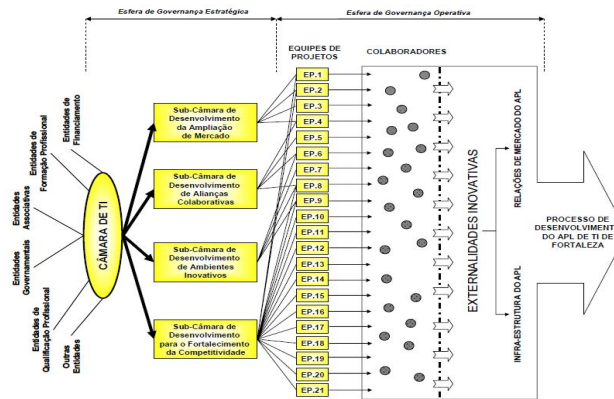 Esfera de Governança Estratégica
Esfera de Governança Operativa
EQUIPES DE
PROJETOS
COLABORADORES
Entidades de
Financiamento
Entidades de
Formação Profissional
Entidades
Associativas
Entidades
Governamentais
Entidades de
Qualificação Profissional
Outras
Entidades
CÂMARA DE TI
Sub-Câmara de
Desenvolvimento
da Ampliação
de Mercado
Sub-Câmara de
Desenvolvimento
de Alianças
Colaborativas
Sub-Câmara de
Desenvolvimento
de Ambientes
Inovativos
Sub-Câmara de
Desenvolvimento
para o Fortalecimento
da Competitividade
EP.1
EP.2
EP.3
EP.4
EP.5
EP.6
EP.7
EP.8
EP.9
EP.10
EP.11
EP.12
EP.13
EP.14
EP.15
EP.16
EP.17
EP.18
EP.19
EP.20
EP.21
EXTERNALIDADES INOVATIVAS
RELAÇÕES DE MERCADO DO APL
INFRA-ESTRUTURA DO APL
PROCESSO DE
DESENVOLVIMENTO
DO APL DE TI DE
FORTALEZA